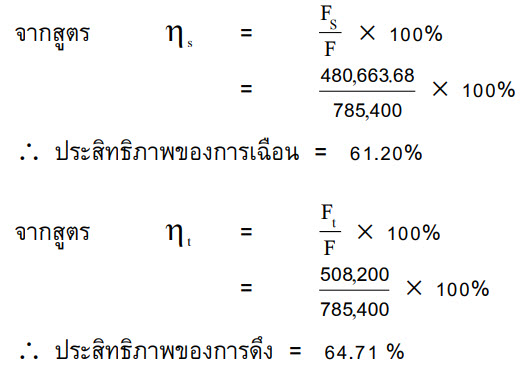 จากสูตร ηs = Fs/F × 100%
= 480,663.68/785,400 × 100%
∴ ประสิทธิภาพของการเฉือน = 61.20%
จากสูตร ηt = Ft/F × 100%
= 508,200/785,400 × 100%
∴ ประสิทธิภาพของการดึง = 64.71 %